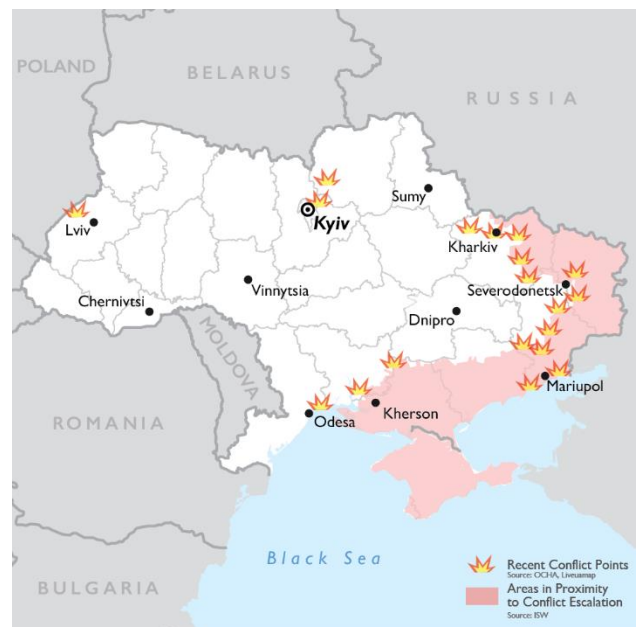 POLAND
BELARUS
RUSSIA
Sumy
Kyiv
Lviv
Kharkiv
Chernivtsi
Vinnytsia
Severodonetsk
Dnipro
MOLDOVA
Mariupol
ROMANIA
Odesa
Kherson
Black Sea
BULGARIA
Recent Conflict Points
Source: OCHA, Liveuamap
Areas in Proximity
to Conflict Escalation
Source: ISW